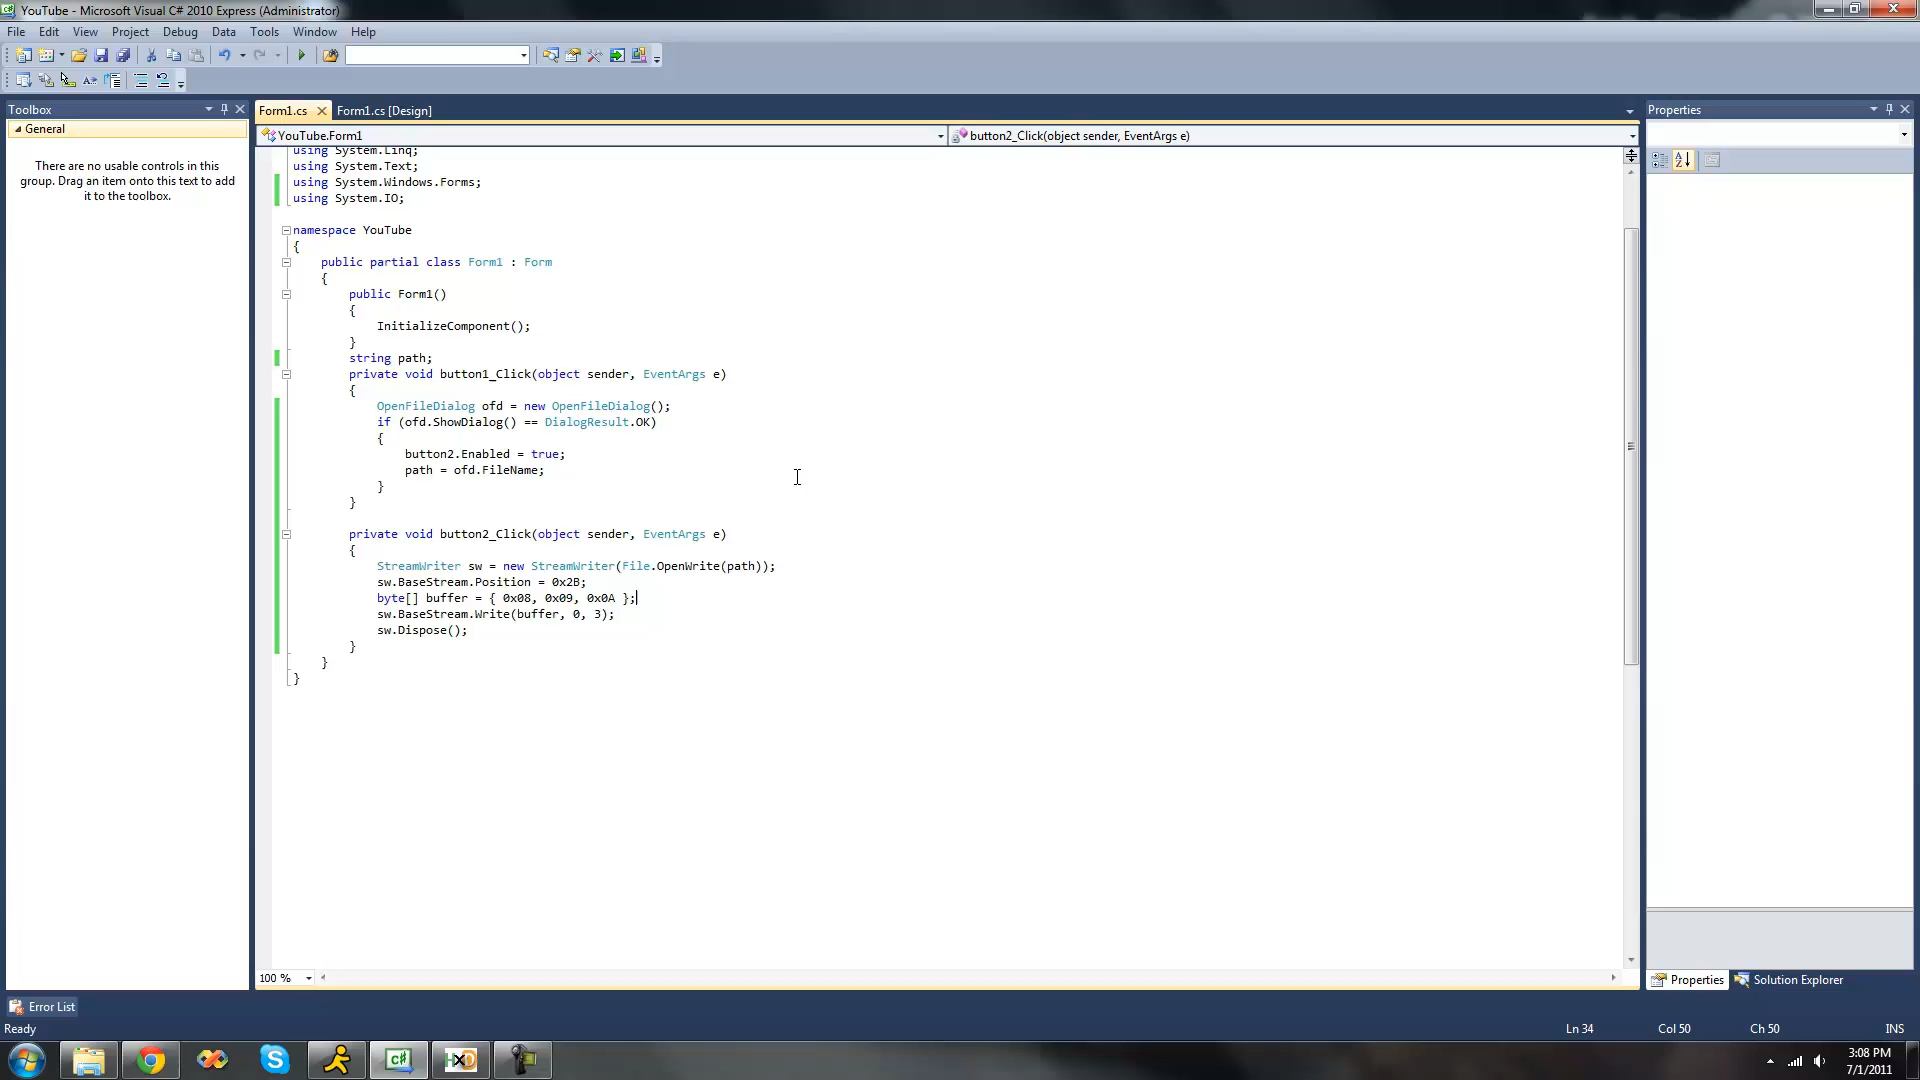 YouTube - Microsoft Visual C# 2010 Express (Administrator)
File Edit View Project Debug Data Tools Window Help
Toolbox
General
There are no usable controls in this
group. Drag an item onto this text to add
it to the toolbox.
Form1.cs Form1.cs [Design]
YouTube.Form1 button2_Click(object sender, EventArgs e)
using System.Linq;
using System.Text;
using System.Windows.Forms;
using System.IO;
namespace YouTube
{
public partial class Form1 : Form
{
public Form1()
{
InitializeComponent();
}
string path;
private void button1_Click(object sender, EventArgs e)
{
OpenFileDialog ofd = new OpenFileDialog();
if (ofd.ShowDialog() == DialogResult.OK)
{
button2.Enabled = true;
path = ofd.FileName;
}
}
private void button2_Click(object sender, EventArgs e)
{
StreamWriter sw = new StreamWriter(File.OpenWrite(path));
sw.BaseStream.Position = 0x2B;
byte[] buffer = { 0x08, 0x09, 0x0A };
sw.BaseStream.Write(buffer, 0, 3);
sw.Dispose();
}
}
}
100 %
Properties
Properties Solution Explorer
Error List
Ready Ln 34 Col 50 Ch 50 INS
C#
HXD
3:08 PM
7/1/2011